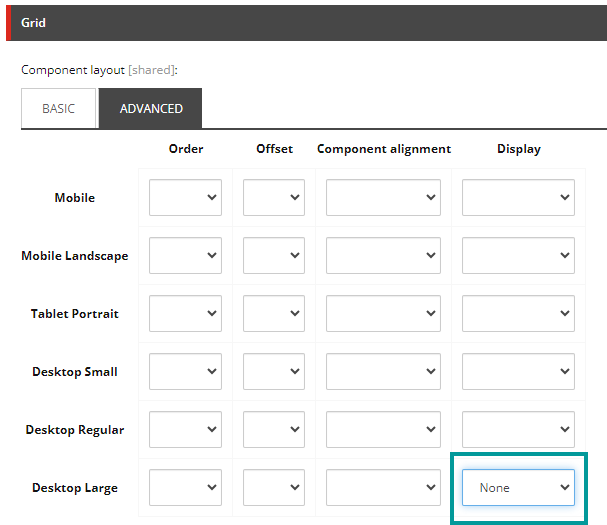 Grid
Component layout [shared]:
BASIC ADVANCED
Order Offset Component alignment Display
Mobile
Mobile Landscape
Tablet Portrait
Desktop Small
Desktop Regular
Desktop Large None